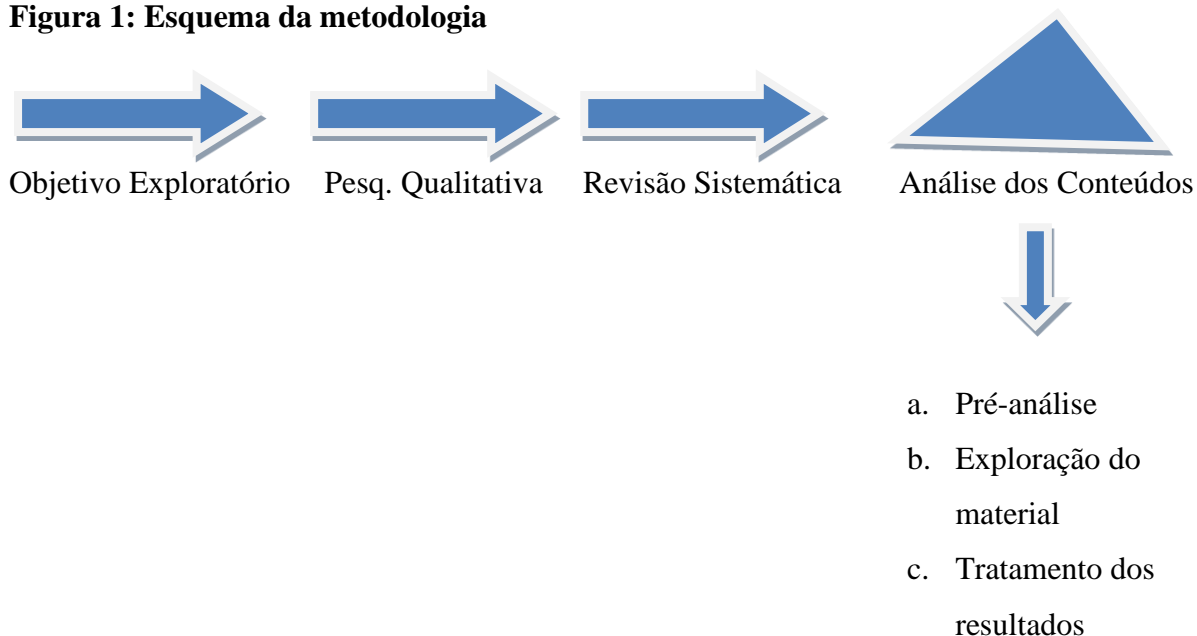 Figura 1: Esquema da metodologia
Objetivo Exploratório Pesq. Qualitativa Revisão Sistemática Análise dos Conteúdos
a. Pré-análise
b. Exploração do
material
c. Tratamento dos
resultados